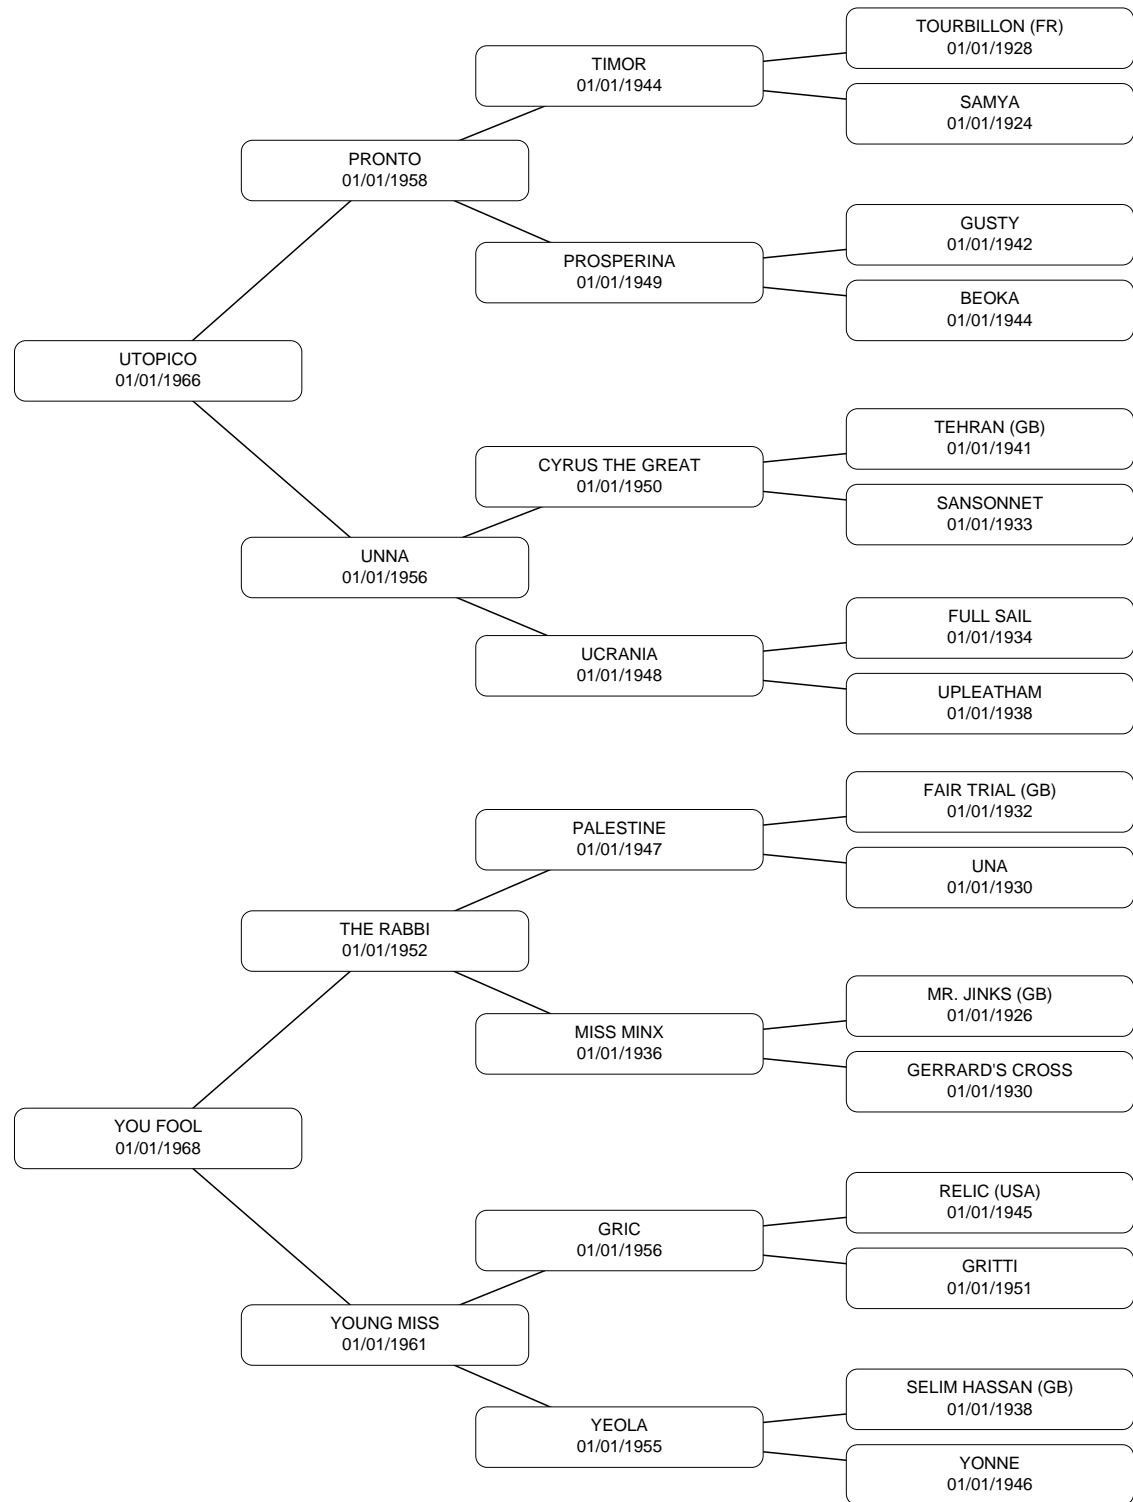 TOURBILLON (FR)
01/01/1928
TIMOR
01/01/1944
SAMYA
01/01/1924
PRONTO
01/01/1958
GUSTY
01/01/1942
PROSPERINA
01/01/1949
BEOKA
01/01/1944
UTOPICO
01/01/1966
TEHRAN (GB)
01/01/1941
CYRUS THE GREAT
01/01/1950
SANSONNET
01/01/1933
UNNA
01/01/1956
FULL SAIL
01/01/1934
UCRANIA
01/01/1948
UPLEATHAM
01/01/1938
FAIR TRIAL (GB)
01/01/1932
PALESTINE
01/01/1947
UNA
01/01/1930
THE RABBI
01/01/1952
MR. JINKS (GB)
01/01/1926
MISS MINX
01/01/1936
GERRARD'S CROSS
01/01/1930
YOU FOOL
01/01/1968
RELIC (USA)
01/01/1945
GRIC
01/01/1956
GRITTI
01/01/1951
YOUNG MISS
01/01/1961
SELIM HASSAN (GB)
01/01/1938
YEOLA
01/01/1955
YONNE
01/01/1946